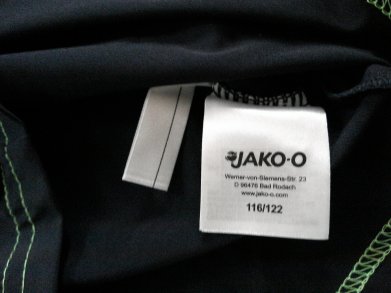 JAKO-O
Werner-von-Siemens-Str. 23
D 96476 Bad Rodach
www.jako-o.com
116/122